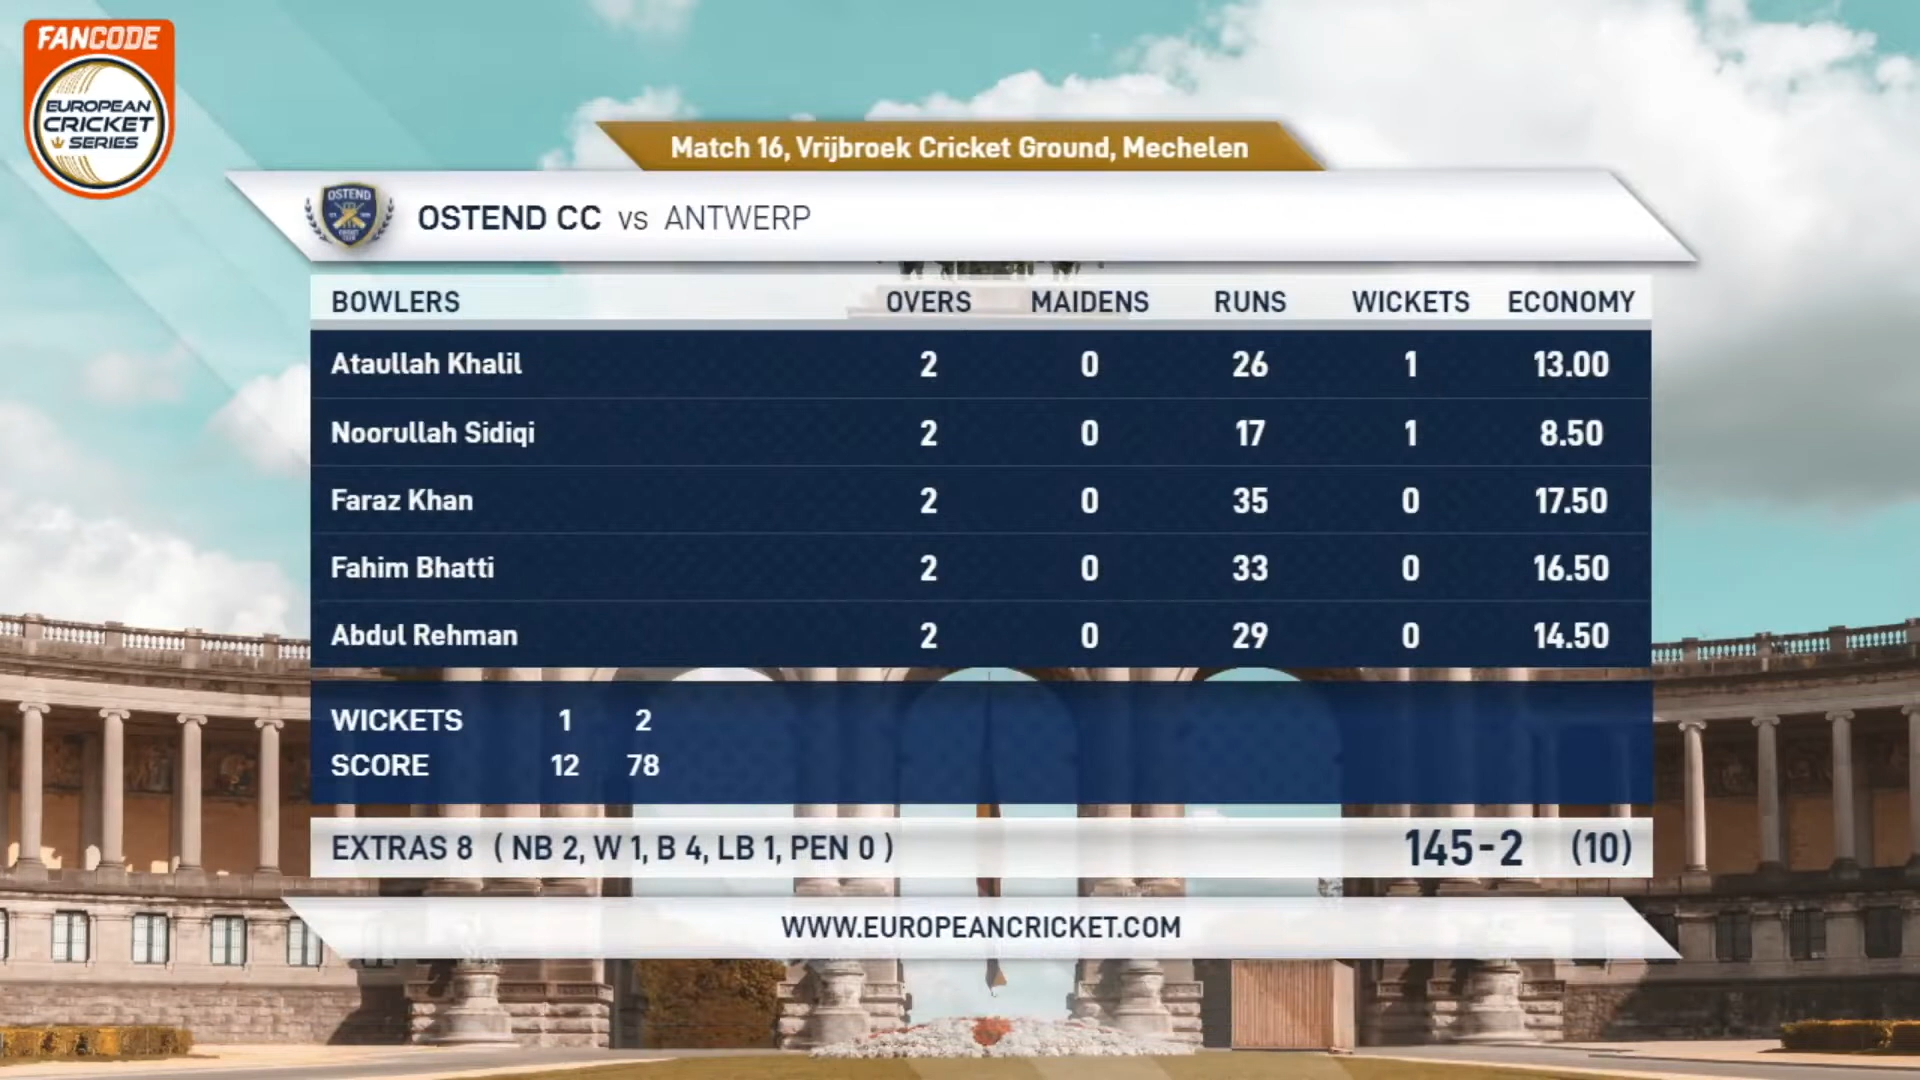 FANCODE
EUROPEAN
CRICKET
SERIES
Match 16, Vrijbroek Cricket Ground, Mechelen
OSTEND
OSTEND CC vs ANTWERP
BOWLERS OVERS MAIDENS RUNS WICKETS ECONOMY
Ataullah Khalil 2 0 26 1 13.00
Noorullah Sidiqi 2 0 17 1 8.50
Faraz Khan 2 0 35 0 17.50
Fahim Bhatti 2 0 33 0 16.50
Abdul Rehman 2 0 29 0 14.50
WICKETS 1 2
SCORE 12 78
EXTRAS 8 ( NB 2, W 1, B 4, LB 1, PEN 0 ) 145-2 (10)
WWW.EUROPEANCRICKET.COM